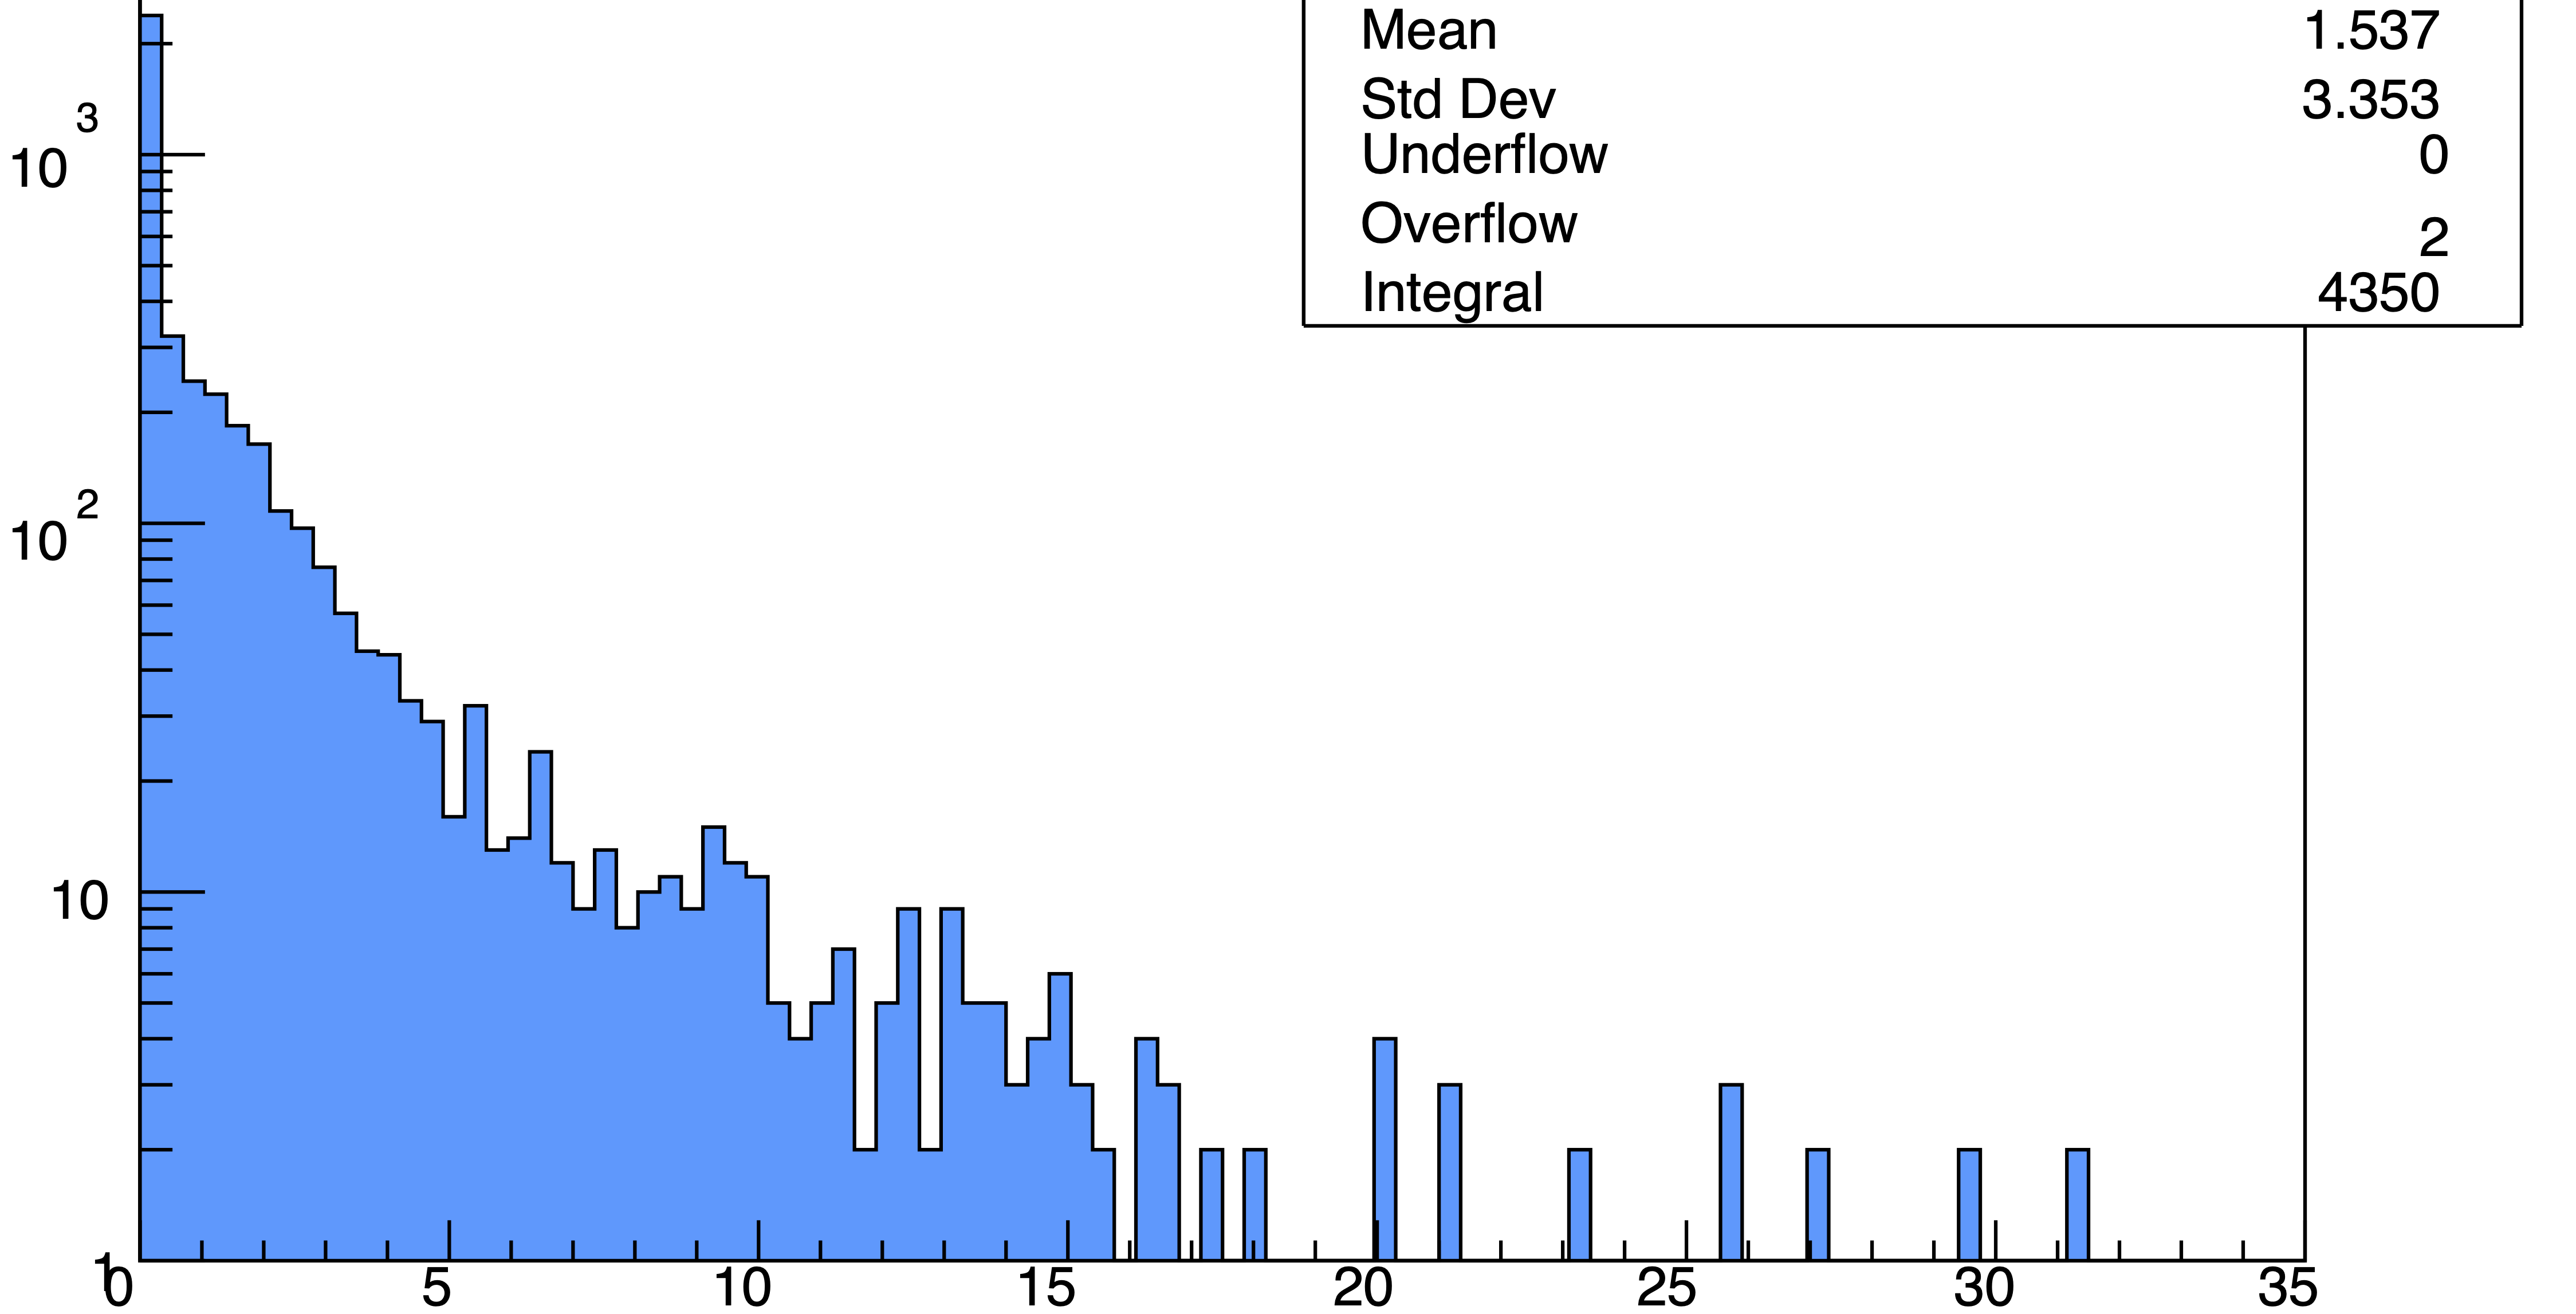 Mean 1.537
Std Dev 3.353
Underflow 0
Overflow 2
Integral 4350
10 3
10 2
10
1
0 5 10 15 20 25 30 35